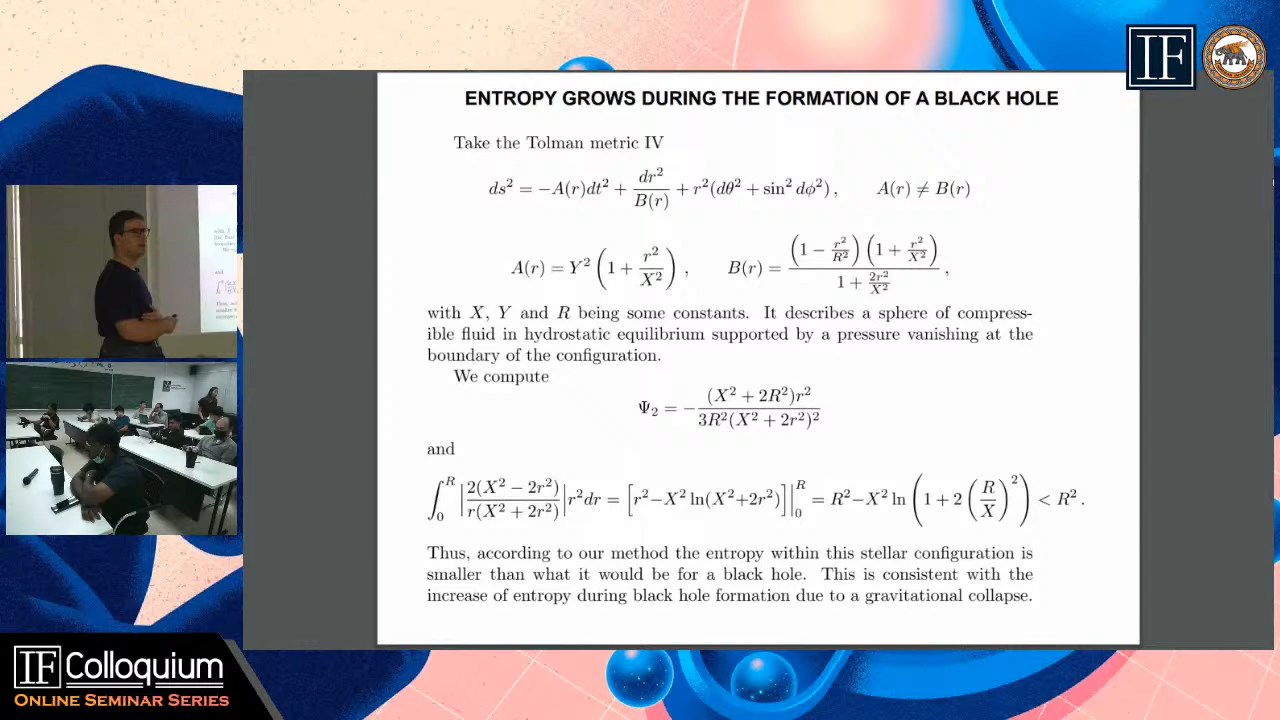 IF
ENTROPY GROWS DURING THE FORMATION OF A BLACK HOLE
Take the Tolman metric IV
ds² = −A(r)dt² + dr²/B(r) + r²(dθ² + sin² dϕ²) , A(r) ≠ B(r)
A(r) = Y² (1 + r²/X²) , B(r) = (1 − r²/R²)(1 + r²/X²) / (1 + 2r²/X²) ,
with X, Y and R being some constants. It describes a sphere of compress-
ible fluid in hydrostatic equilibrium supported by a pressure vanishing at the
boundary of the configuration.
We compute
Ψ₂ = − (X² + 2R²)r² / 3R²(X² + 2r²)²
and
∫₀ᴿ |2(X² − 2r²) / r(X² + 2r²)| r²dr = [r²−X² ln(X²+2r²)]|₀ᴿ = R²−X² ln (1 + 2 (R/X)²) < R² .
Thus, according to our method the entropy within this stellar configuration is
smaller than what it would be for a black hole. This is consistent with the
increase of entropy during black hole formation due to a gravitational collapse.
IF Colloquium
ONLINE SEMINAR SERIES